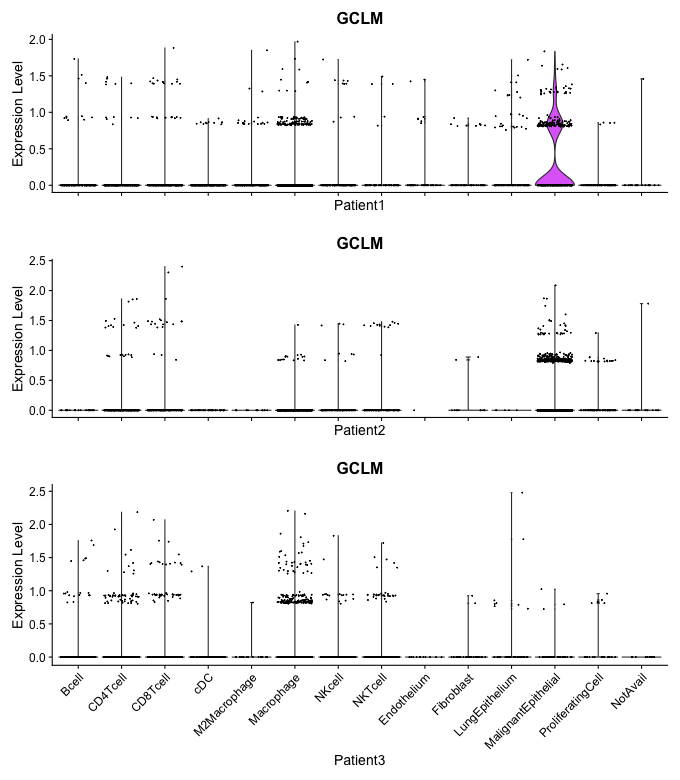 GCLM
Expression Level
2.0
1.5
1.0
0.5
0.0
Patient1
GCLM
Expression Level
2.5
2.0
1.5
1.0
0.5
0.0
Patient2
GCLM
Expression Level
2.5
2.0
1.5
1.0
0.5
0.0
Bcell
CD4Tcell
CD8Tcell
cDC
M2Macrophage
Macrophage
NKcell
NKTcell
Endothelium
Fibroblast
LungEpithelium
MalignantEpithelial
ProliferatingCell
NotAvail
Patient3